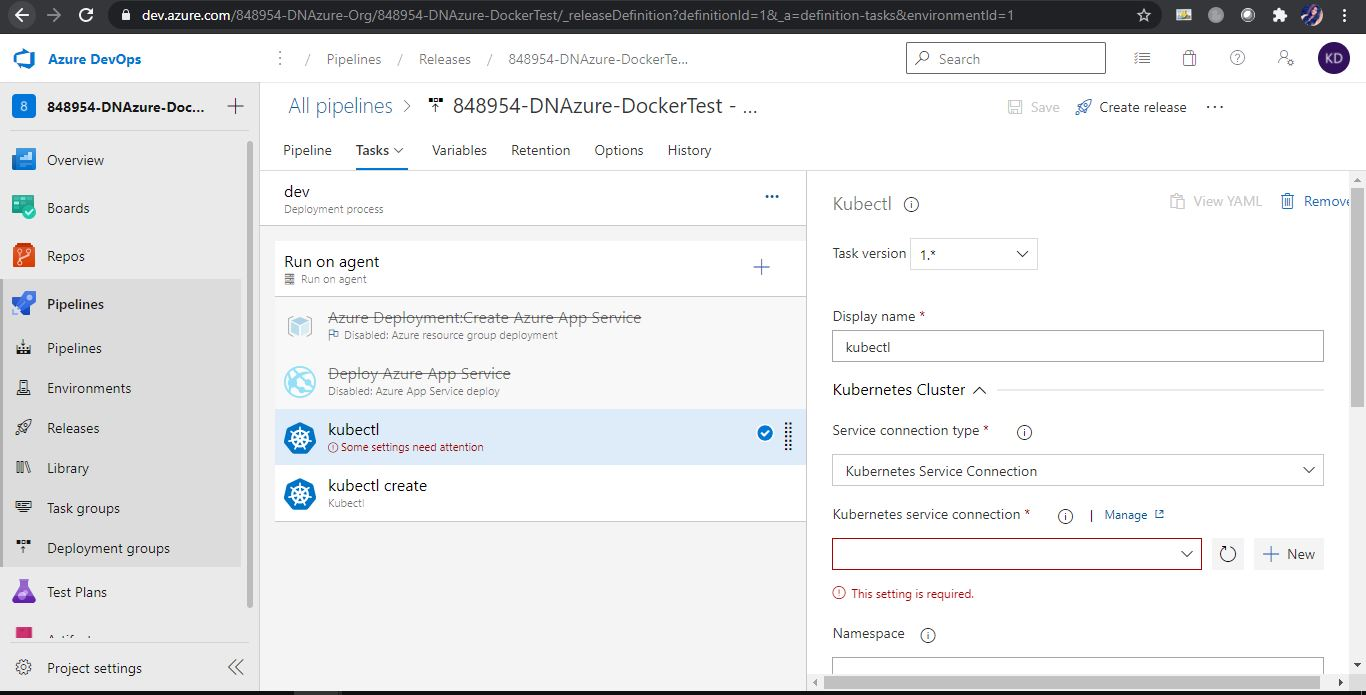 dev.azure.com/848954-DNAzure-Org/848954-DNAzure-DockerTest/_releaseDefinition?definitionId=1&_a=definition-tasks&environmentId=1
Azure DevOps
/ Pipelines / Releases / 848954-DNAzure-DockerTe...
Search
KD
8 848954-DNAzure-Doc...
Overview
Boards
Repos
Pipelines
Pipelines
Environments
Releases
Library
Task groups
Deployment groups
Test Plans
Project settings
All pipelines > 848954-DNAzure-DockerTest - ...
Save
Create release
Pipeline Tasks Variables Retention Options History
dev
Deployment process
Run on agent
Run on agent
Azure Deployment:Create Azure App Service
Disabled: Azure resource group deployment
Deploy Azure App Service
Disabled: Azure App Service deploy
kubectl
Some settings need attention
kubectl create
Kubectl
Kubectl
View YAML
Remove
Task version 1.*
Display name *
kubectl
Kubernetes Cluster
Service connection type *
Kubernetes Service Connection
Kubernetes service connection * | Manage
New
This setting is required.
Namespace